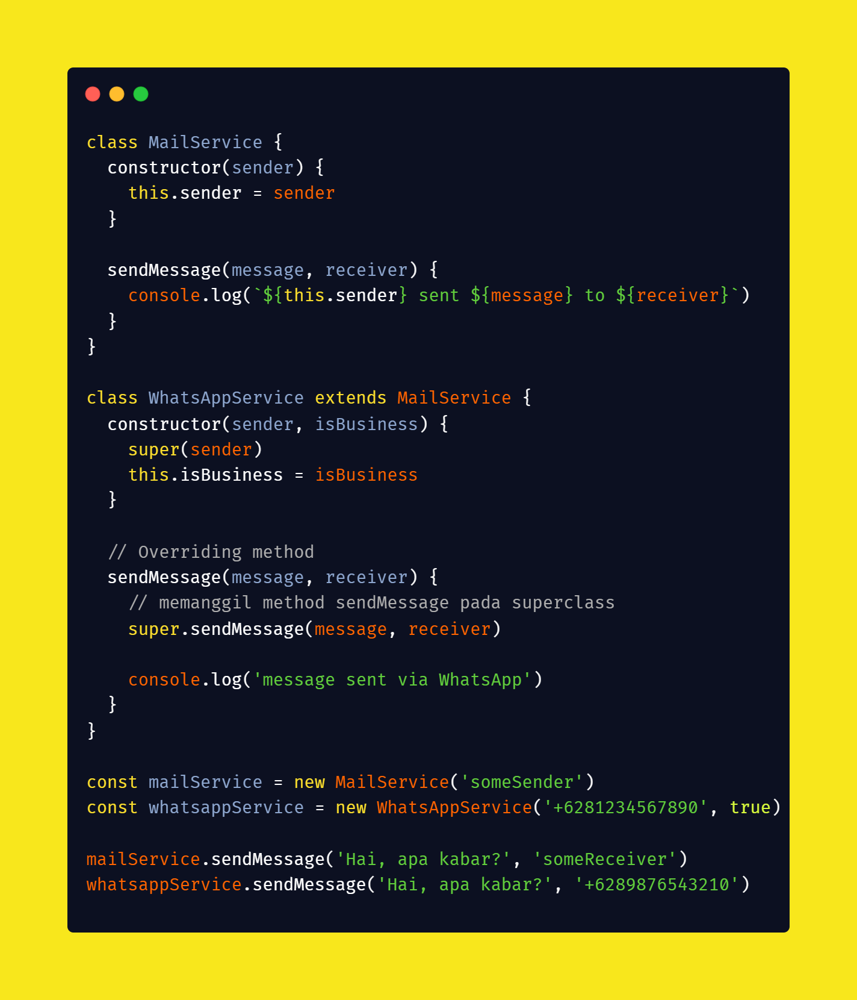 class MailService {
  constructor(sender) {
    this.sender = sender
  }

  sendMessage(message, receiver) {
    console.log(`${this.sender} sent ${message} to ${receiver}`)
  }
}

class WhatsAppService extends MailService {
  constructor(sender, isBusiness) {
    super(sender)
    this.isBusiness = isBusiness
  }

  // Overriding method
  sendMessage(message, receiver) {
    // memanggil method sendMessage pada superclass
    super.sendMessage(message, receiver)

    console.log('message sent via WhatsApp')
  }
}

const mailService = new MailService('someSender')
const whatsappService = new WhatsAppService('+6281234567890', true)

mailService.sendMessage('Hai, apa kabar?', 'someReceiver')
whatsappService.sendMessage('Hai, apa kabar?', '+6289876543210')